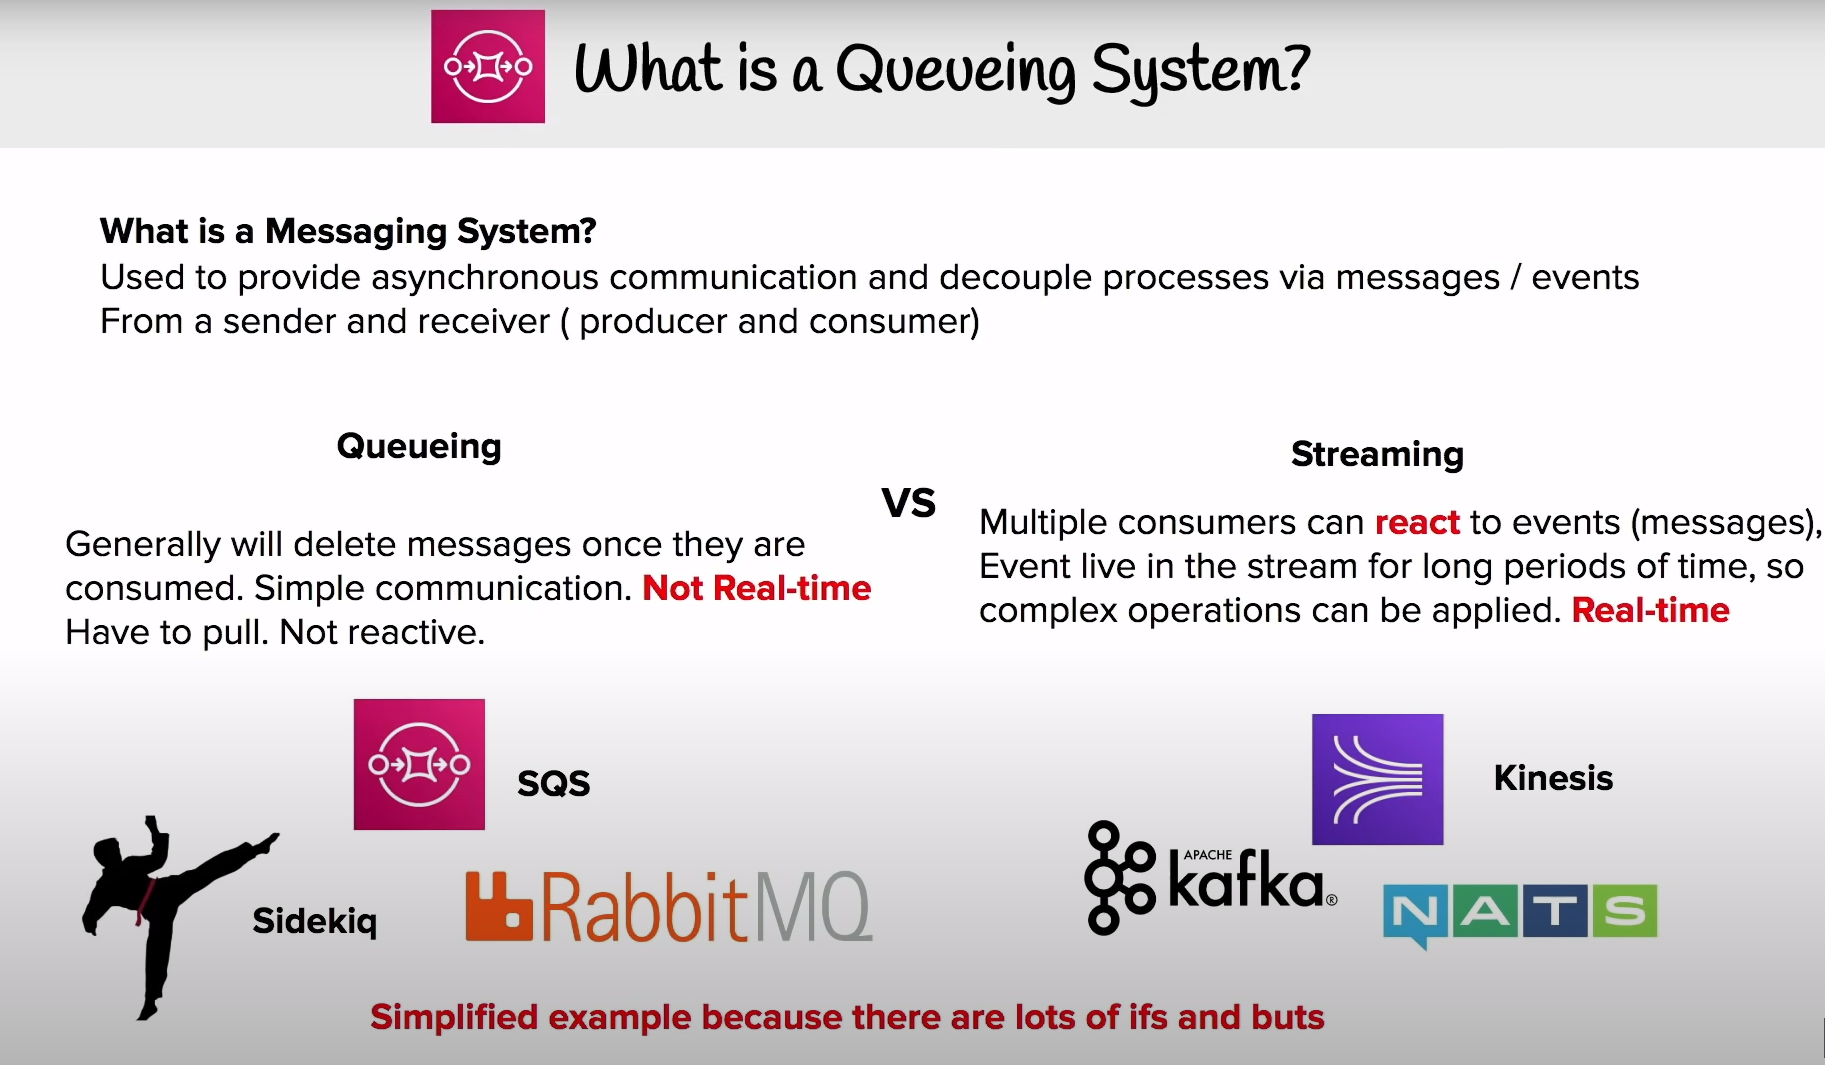 What is a Queueing System?
What is a Messaging System?
Used to provide asynchronous communication and decouple processes via messages / events
From a sender and receiver ( producer and consumer)
Queueing
Generally will delete messages once they are
consumed. Simple communication. Not Real-time
Have to pull. Not reactive.
VS
Streaming
Multiple consumers can react to events (messages),
Event live in the stream for long periods of time, so
complex operations can be applied. Real-time
SQS
Sidekiq
RabbitMQ
Kinesis
APACHE
kafka®
NATS
Simplified example because there are lots of ifs and buts